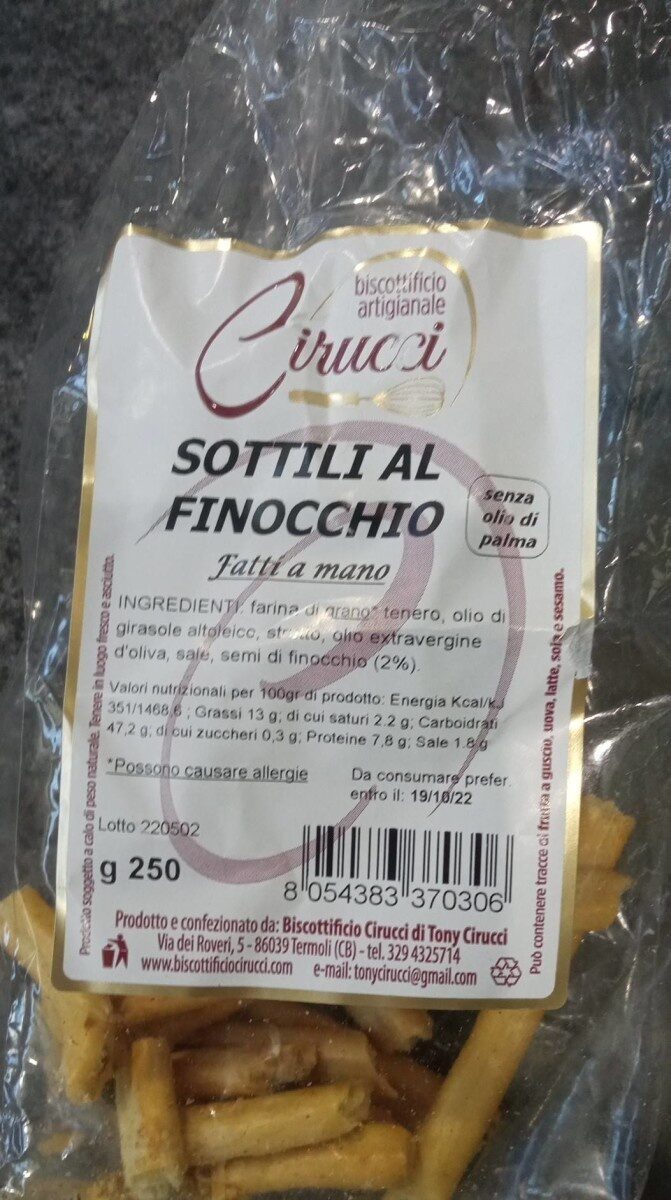 biscottificio
artigianale
Cirucci
SOTTILI AL
FINOCCHIO
senza
olio di
palma
Fatti a mano
INGREDIENTI: farina di grano* tenero, olio di
girasole altoleico, strutto, olio extravergine
d'oliva, sale, semi di finocchio (2%).
Valori nutrizionali per 100gr di prodotto: Energia Kcal/kJ
351/1468,6 ; Grassi 13 g; di cui saturi 2.2 g; Carboidrati
47,2 g; di cui zuccheri 0,3 g; Proteine 7,8 g; Sale 1.8 g
*Possono causare allergie
Da consumare prefer.
entro il: 19/10/22
Lotto 220502
g 250
8 054383 370306
Prodotto e confezionato da: Biscottificio Cirucci di Tony Cirucci
Via dei Roveri, 5 - 86039 Termoli (CB) - tel. 329 4325714
www.biscottificiocirucci.com e-mail: tonycirucci@gmail.com
Prodotto soggetto a calo di peso naturale. Tenere in luogo fresco e asciutto.
Può contenere tracce di frutta a guscio, uova, latte, soia e sesamo.